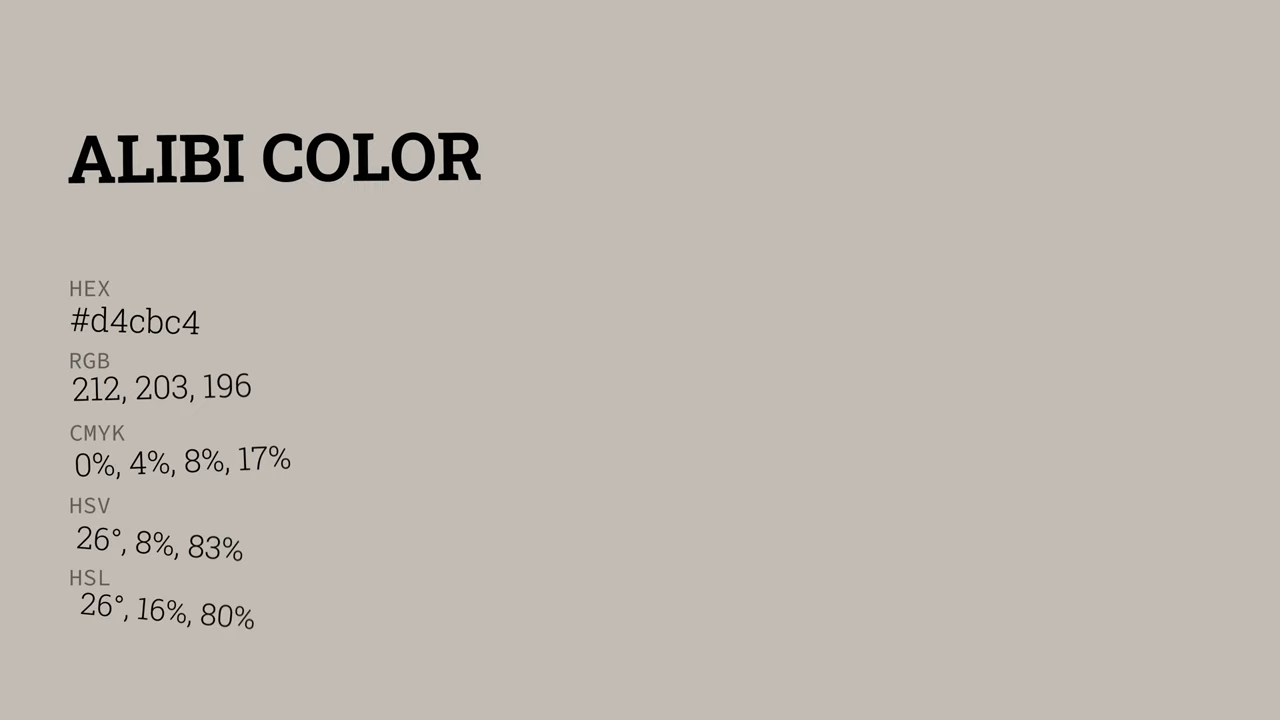 ALIBI COLOR
HEX
#d4cbc4
RGB
212, 203, 196
CMYK
0%, 4%, 8%, 17%
HSV
26°, 8%, 83%
HSL
26°, 16%, 80%